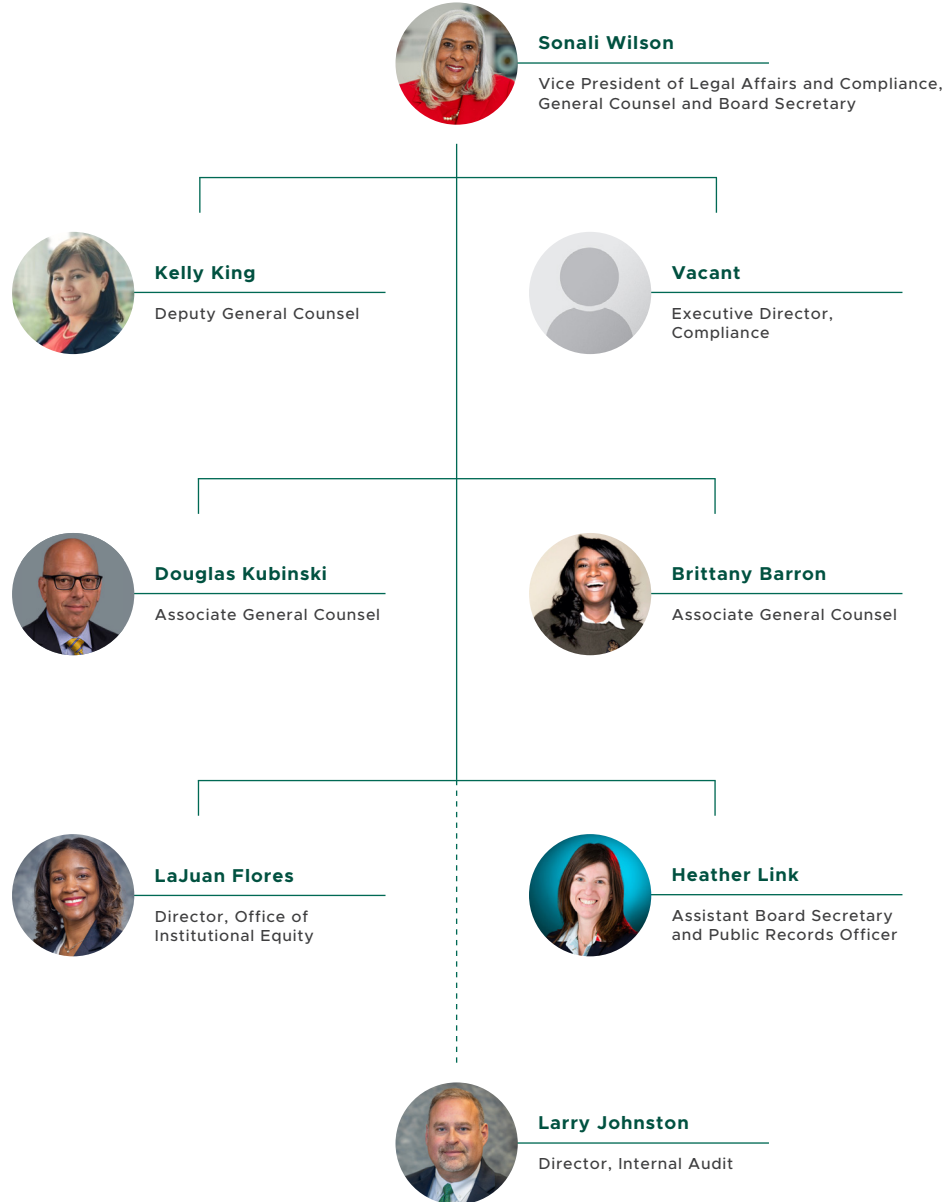 Sonali Wilson
Vice President of Legal Affairs and Compliance,
General Counsel and Board Secretary
Kelly King
Deputy General Counsel
Vacant
Executive Director,
Compliance
Douglas Kubinski
Associate General Counsel
Brittany Barron
Associate General Counsel
LaJuan Flores
Director, Office of
Institutional Equity
Heather Link
Assistant Board Secretary
and Public Records Officer
Larry Johnston
Director, Internal Audit